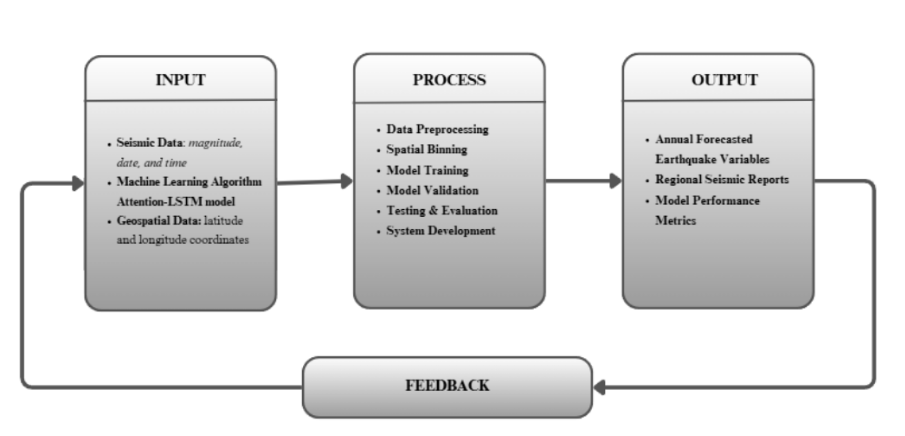 INPUT
• Seismic Data: magnitude,
date, and time
• Machine Learning Algorithm
Attention-LSTM model
• Geospatial Data: latitude
and longitude coordinates
PROCESS
• Data Preprocessing
• Spatial Binning
• Model Training
• Model Validation
• Testing & Evaluation
• System Development
OUTPUT
• Annual Forecasted
Earthquake Variables
• Regional Seismic Reports
• Model Performance
Metrics
FEEDBACK